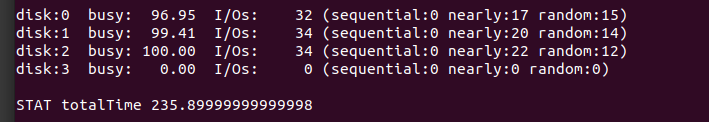 disk:0  busy:  96.95  I/Os:    32 (sequential:0 nearly:17 random:15)
disk:1  busy:  99.41  I/Os:    34 (sequential:0 nearly:20 random:14)
disk:2  busy: 100.00  I/Os:    34 (sequential:0 nearly:22 random:12)
disk:3  busy:   0.00  I/Os:     0 (sequential:0 nearly:0 random:0)
STAT totalTime 235.89999999999998